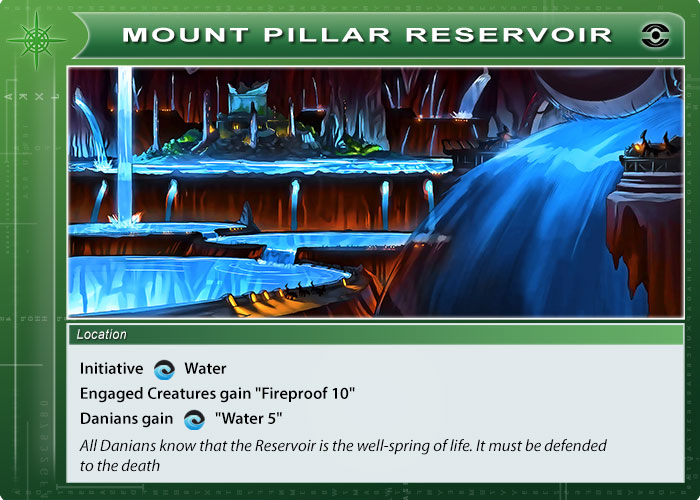 MOUNT PILLAR RESERVOIR
Location
Initiative Water
Engaged Creatures gain "Fireproof 10"
Danians gain "Water 5"
All Danians know that the Reservoir is the well-spring of life. It must be defended
to the death